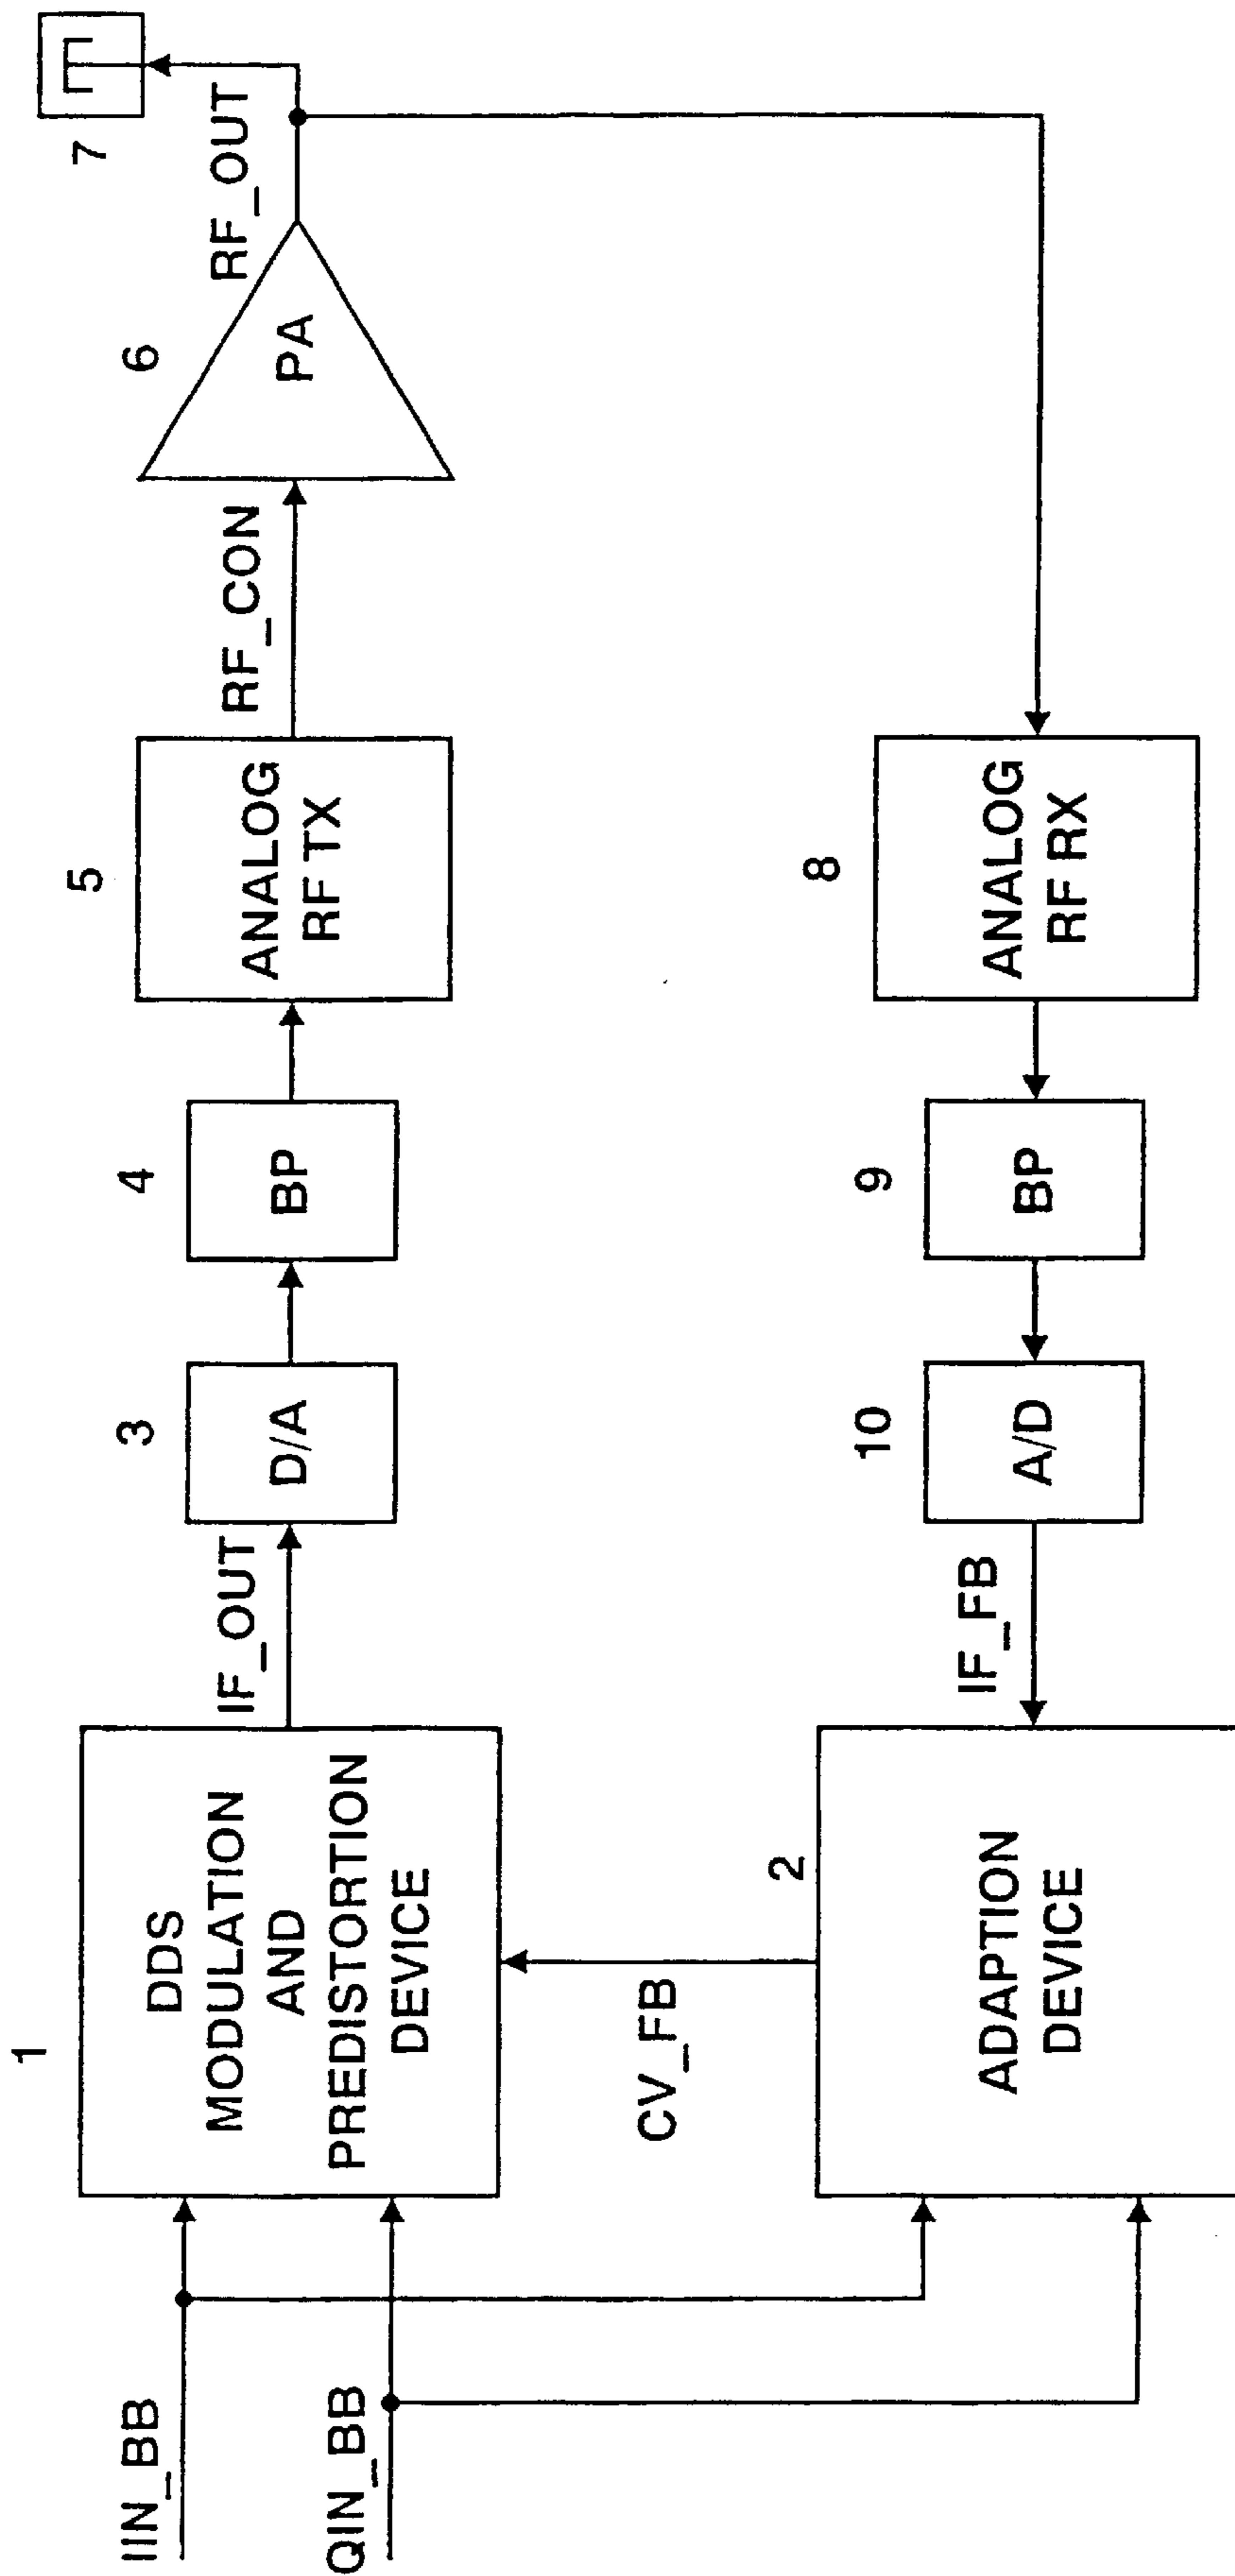 IIN_BB
QIN_BB
1
DDS
MODULATION
AND
PREDISTORTION
DEVICE
IF_OUT
3
D/A
4
BP
5
ANALOG
RF TX
RF_CON
6
PA
RF_OUT
7
CV_FB
2
ADAPTION
DEVICE
IF_FB
10
A/D
9
BP
8
ANALOG
RF RX